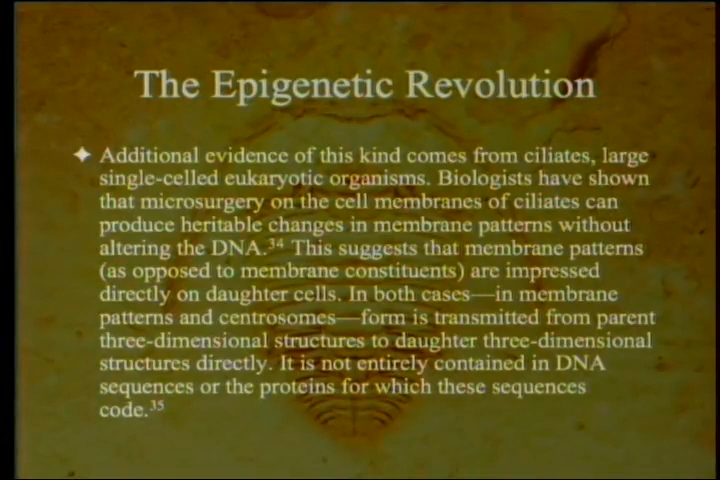 The Epigenetic Revolution
Additional evidence of this kind comes from ciliates, large
single-celled eukaryotic organisms. Biologists have shown
that microsurgery on the cell membranes of ciliates can
produce heritable changes in membrane patterns without
altering the DNA.³⁴ This suggests that membrane patterns
(as opposed to membrane constituents) are impressed
directly on daughter cells. In both cases—in membrane
patterns and centrosomes—form is transmitted from parent
three-dimensional structures to daughter three-dimensional
structures directly. It is not entirely contained in DNA
sequences or the proteins for which these sequences
code.³⁵